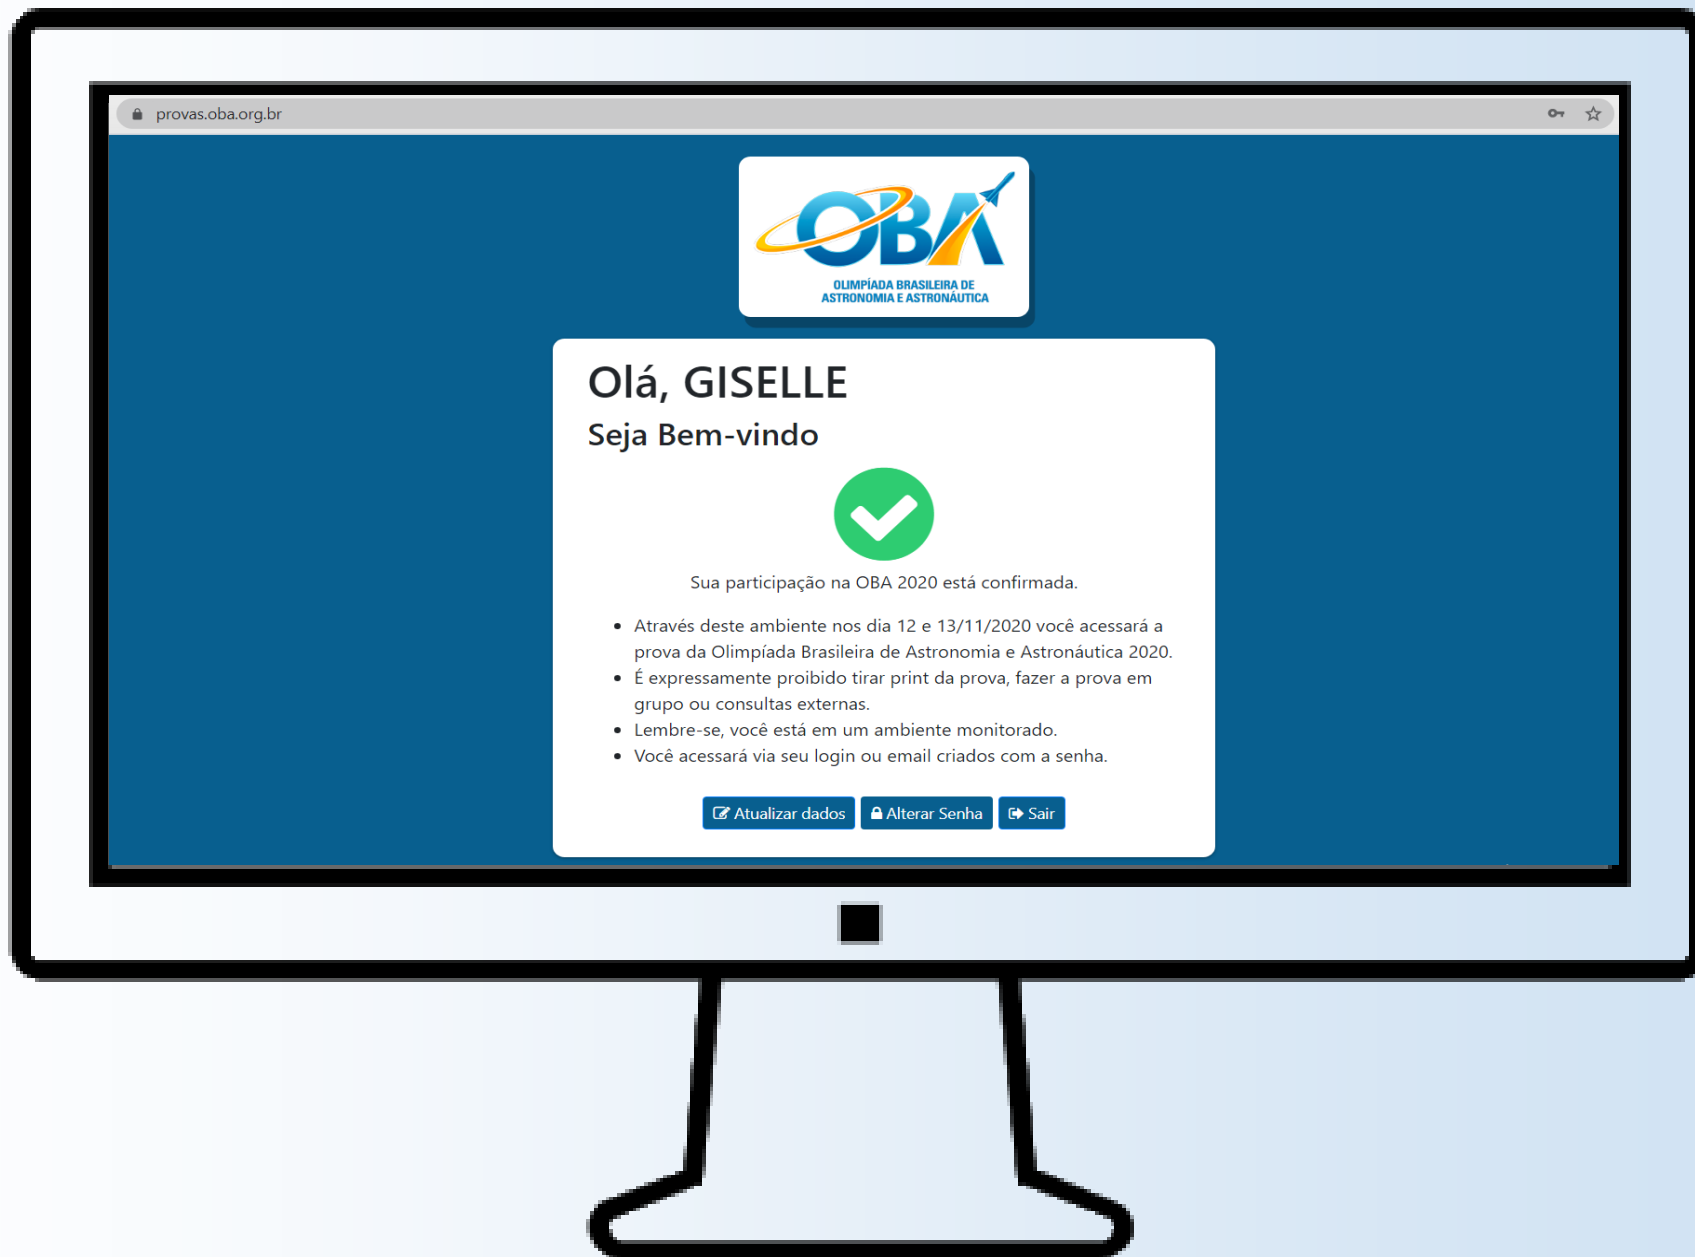 provas.oba.org.br
OBA
OLIMPÍADA BRASILEIRA DE
ASTRONOMIA E ASTRONÁUTICA
Olá, GISELLE
Seja Bem-vindo
Sua participação na OBA 2020 está confirmada.
• Através deste ambiente nos dia 12 e 13/11/2020 você acessará a
prova da Olimpíada Brasileira de Astronomia e Astronáutica 2020.
• É expressamente proibido tirar print da prova, fazer a prova em
grupo ou consultas externas.
• Lembre-se, você está em um ambiente monitorado.
• Você acessará via seu login ou email criados com a senha.
Atualizar dados Alterar Senha Sair